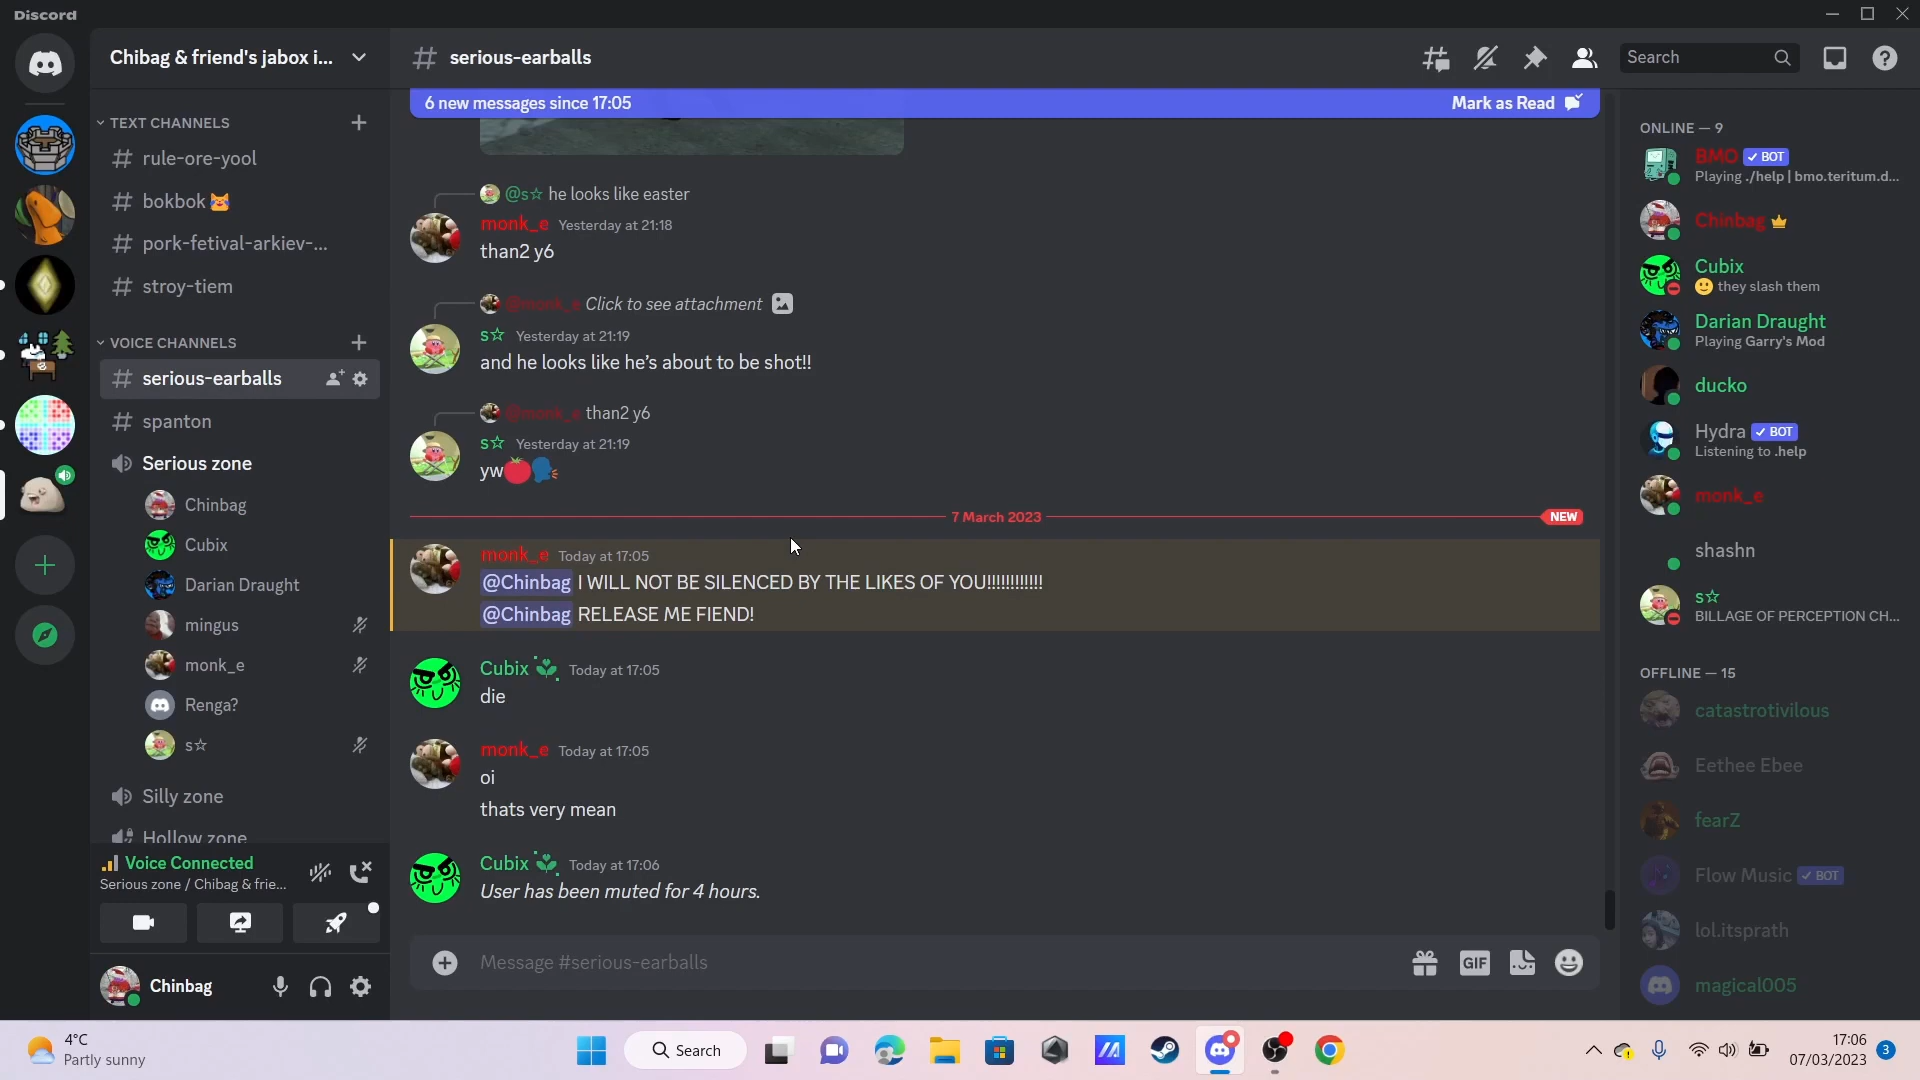 Discord
Chibag & friend's jabox i...
serious-earballs
Search
6 new messages since 17:05
Mark as Read
TEXT CHANNELS
rule-ore-yool
bokbok😹
pork-fetival-arkiev-...
stroy-tiem
VOICE CHANNELS
serious-earballs
spanton
Serious zone
Chinbag
Cubix
Darian Draught
mingus
monk_e
Renga?
s☆
Silly zone
Hollow zone
Voice Connected
Serious zone / Chibag & frie...
Chinbag
@s☆ he looks like easter
monk_e Yesterday at 21:18
than2 y6
@monk_e Click to see attachment
s☆ Yesterday at 21:19
and he looks like he’s about to be shot!!
@monk_e than2 y6
s☆ Yesterday at 21:19
yw🍅🗣
7 March 2023
NEW
monk_e Today at 17:05
@Chinbag I WILL NOT BE SILENCED BY THE LIKES OF YOU!!!!!!!!!!!!
@Chinbag RELEASE ME FIEND!
Cubix Today at 17:05
die
monk_e Today at 17:05
oi
thats very mean
Cubix Today at 17:06
User has been muted for 4 hours.
Message #serious-earballs
GIF
ONLINE — 9
BMO ✓ BOT
Playing ./help | bmo.teritum.d...
Chinbag
Cubix
🙂 they slash them
Darian Draught
Playing Garry's Mod
ducko
Hydra ✓ BOT
Listening to .help
monk_e
shashn
s☆
BILLAGE OF PERCEPTION CH...
OFFLINE — 15
catastrotivilous
Eethee Ebee
fearZ
Flow Music ✓ BOT
lol.itsprath
magical005
4°C
Partly sunny
Search
17:06
07/03/2023
3